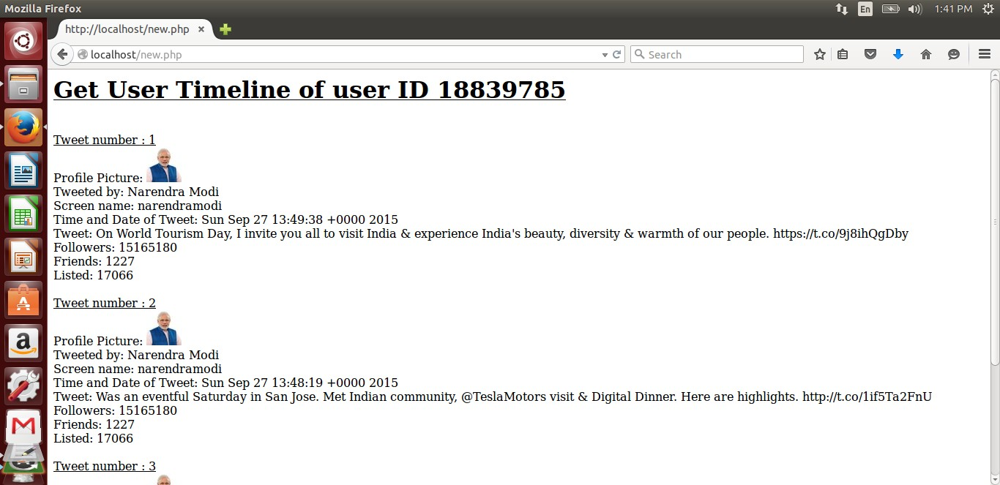 Mozilla Firefox
En
1:41 PM
http://localhost/new.php
localhost/new.php
Search
Get User Timeline of user ID 18839785
Tweet number : 1
Profile Picture:
Tweeted by: Narendra Modi
Screen name: narendramodi
Time and Date of Tweet: Sun Sep 27 13:49:38 +0000 2015
Tweet: On World Tourism Day, I invite you all to visit India & experience India's beauty, diversity & warmth of our people. https://t.co/9j8ihQgDby
Followers: 15165180
Friends: 1227
Listed: 17066
Tweet number : 2
Profile Picture:
Tweeted by: Narendra Modi
Screen name: narendramodi
Time and Date of Tweet: Sun Sep 27 13:48:19 +0000 2015
Tweet: Was an eventful Saturday in San Jose. Met Indian community, @TeslaMotors visit & Digital Dinner. Here are highlights. http://t.co/1if5Ta2FnU
Followers: 15165180
Friends: 1227
Listed: 17066
Tweet number : 3